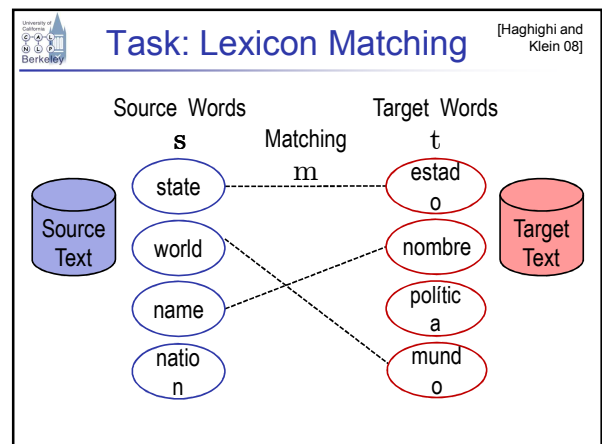 University of
California
C A L
N L P
Berkeley
Task: Lexicon Matching
[Haghighi and
Klein 08]
Source Words
s
Matching
m
Target Words
t
Source
Text
state
world
name
natio
n
estad
o
nombre
polític
a
mund
o
Target
Text